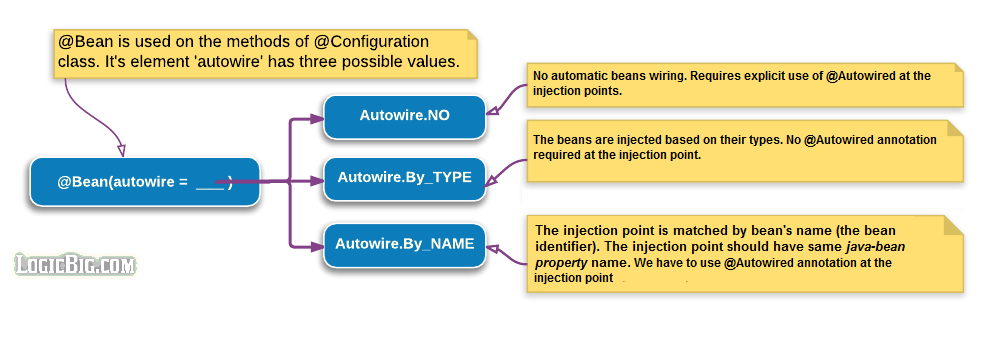 @Bean is used on the methods of @Configuration
class. It's element 'autowire' has three possible values.
No automatic beans wiring. Requires explicit use of @Autowired at the
injection points.
Autowire.NO
The beans are injected based on their types. No @Autowired annotation
required at the injection point.
@Bean(autowire = ___ )
Autowire.By_TYPE
The injection point is matched by bean's name (the bean
identifier). The injection point should have same java-bean
property name. We have to use @Autowired annotation at the
injection point
Autowire.By_NAME
LogicBig.com